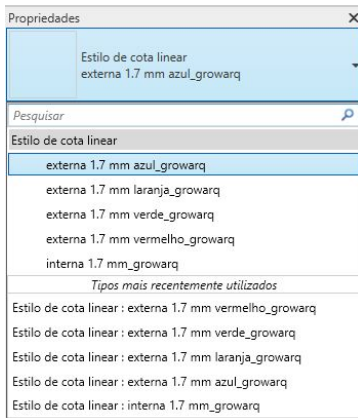 Propriedades
Estilo de cota linear
externa 1.7 mm azul_growarq
Pesquisar
Estilo de cota linear
externa 1.7 mm azul_growarq
externa 1.7 mm laranja_growarq
externa 1.7 mm verde_growarq
externa 1.7 mm vermelho_growarq
interna 1.7 mm_growarq
Tipos mais recentemente utilizados
Estilo de cota linear : externa 1.7 mm vermelho_growarq
Estilo de cota linear : externa 1.7 mm verde_growarq
Estilo de cota linear : externa 1.7 mm laranja_growarq
Estilo de cota linear : externa 1.7 mm azul_growarq
Estilo de cota linear : interna 1.7 mm_growarq